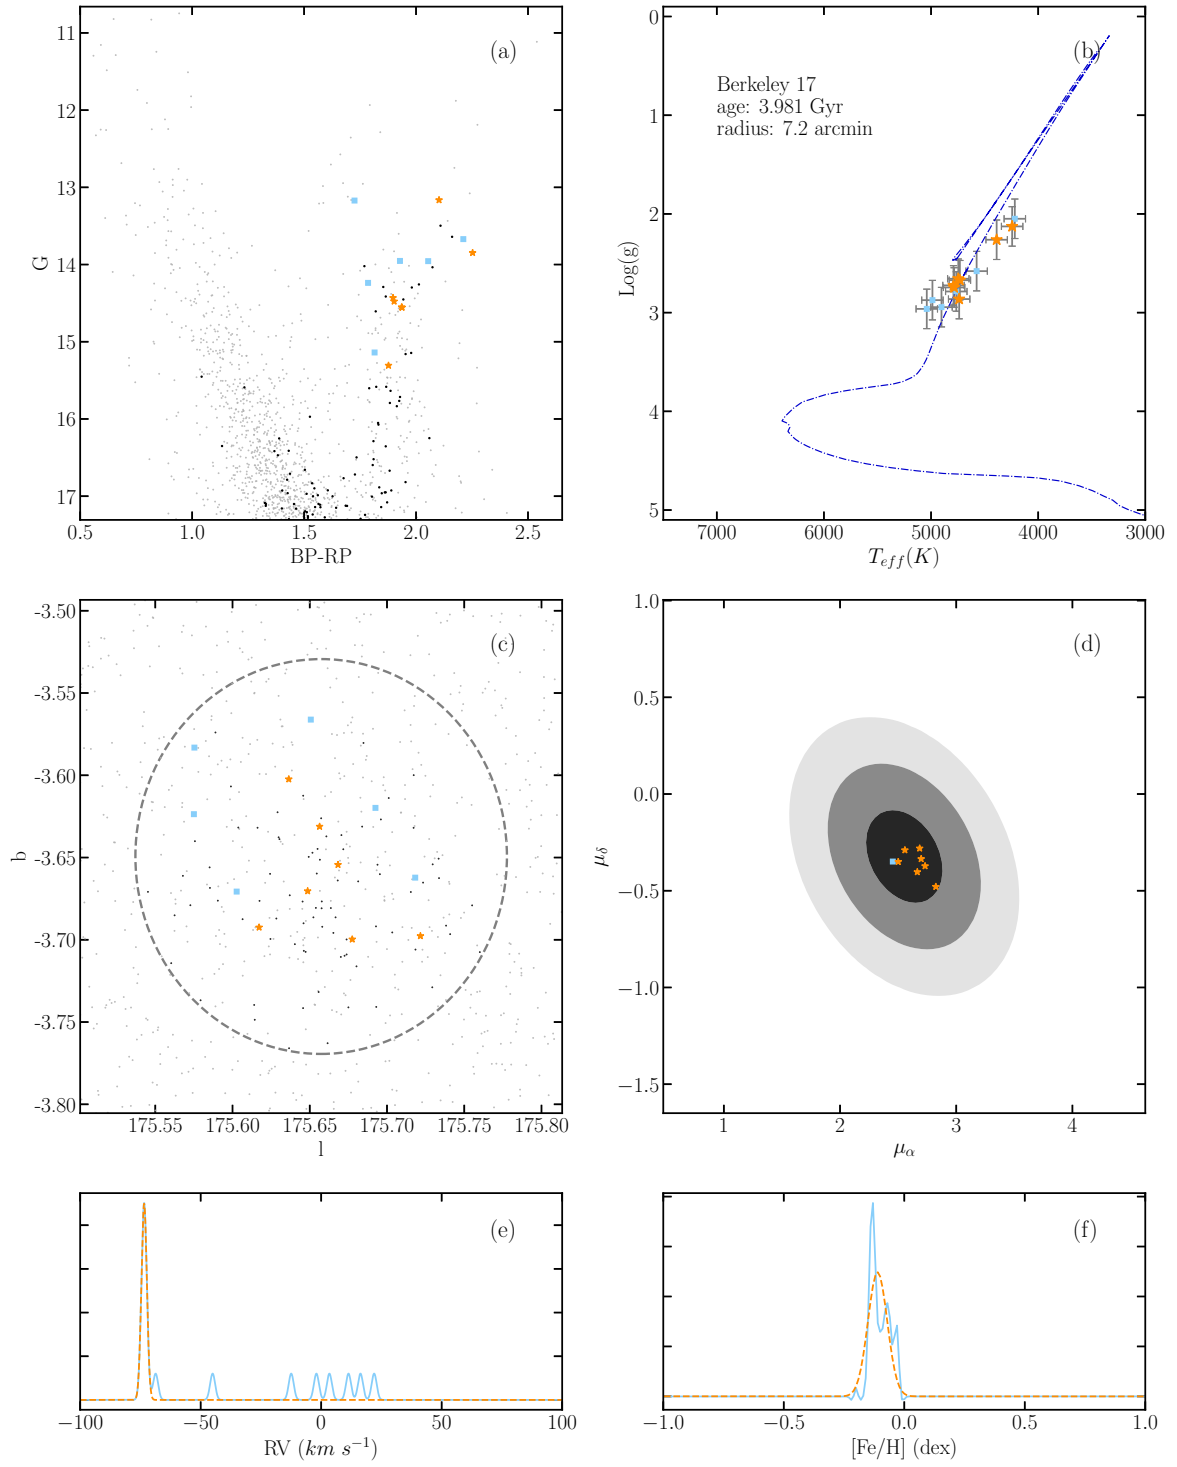 11
12
13
14
15
16
17
G
0.5
1.0
1.5
2.0
2.5
BP-RP
(a)
0
1
2
3
4
5
Log(g)
7000
6000
5000
4000
3000
T_eff(K)
(b)
Berkeley 17
age: 3.981 Gyr
radius: 7.2 arcmin
-3.50
-3.55
-3.60
-3.65
-3.70
-3.75
-3.80
b
175.55
175.60
175.65
175.70
175.75
175.80
l
(c)
1.0
0.5
0.0
−0.5
−1.0
−1.5
μ_δ
1
2
3
4
μ_α
(d)
−100
−50
0
50
100
RV (km s⁻¹)
(e)
−1.0
−0.5
0.0
0.5
1.0
[Fe/H] (dex)
(f)